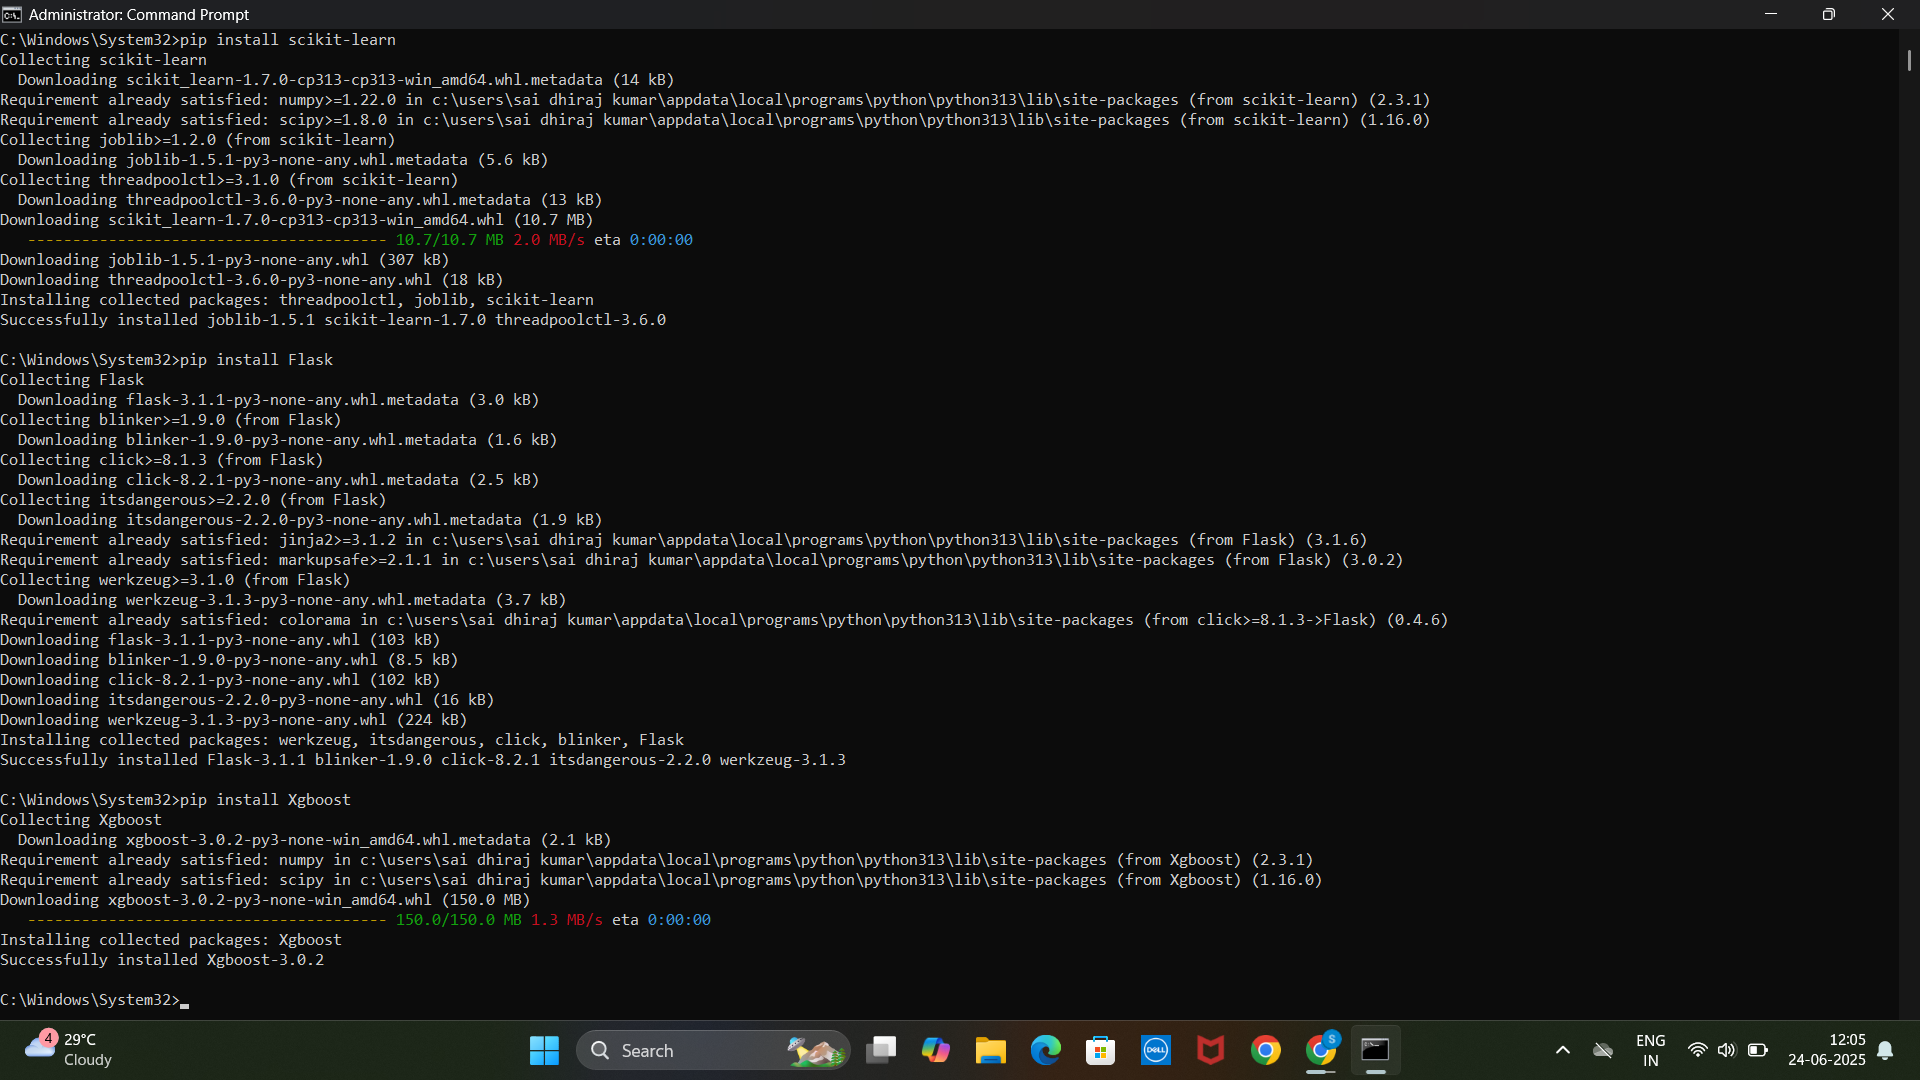 Administrator: Command Prompt
C:\Windows\System32>pip install scikit-learn
Collecting scikit-learn
  Downloading scikit_learn-1.7.0-cp313-cp313-win_amd64.whl.metadata (14 kB)
Requirement already satisfied: numpy>=1.22.0 in c:\users\sai dhiraj kumar\appdata\local\programs\python\python313\lib\site-packages (from scikit-learn) (2.3.1)
Requirement already satisfied: scipy>=1.8.0 in c:\users\sai dhiraj kumar\appdata\local\programs\python\python313\lib\site-packages (from scikit-learn) (1.16.0)
Collecting joblib>=1.2.0 (from scikit-learn)
  Downloading joblib-1.5.1-py3-none-any.whl.metadata (5.6 kB)
Collecting threadpoolctl>=3.1.0 (from scikit-learn)
  Downloading threadpoolctl-3.6.0-py3-none-any.whl.metadata (13 kB)
Downloading scikit_learn-1.7.0-cp313-cp313-win_amd64.whl (10.7 MB)
   ---------------------------------------- 10.7/10.7 MB 2.0 MB/s eta 0:00:00
Downloading joblib-1.5.1-py3-none-any.whl (307 kB)
Downloading threadpoolctl-3.6.0-py3-none-any.whl (18 kB)
Installing collected packages: threadpoolctl, joblib, scikit-learn
Successfully installed joblib-1.5.1 scikit-learn-1.7.0 threadpoolctl-3.6.0
C:\Windows\System32>pip install Flask
Collecting Flask
  Downloading flask-3.1.1-py3-none-any.whl.metadata (3.0 kB)
Collecting blinker>=1.9.0 (from Flask)
  Downloading blinker-1.9.0-py3-none-any.whl.metadata (1.6 kB)
Collecting click>=8.1.3 (from Flask)
  Downloading click-8.2.1-py3-none-any.whl.metadata (2.5 kB)
Collecting itsdangerous>=2.2.0 (from Flask)
  Downloading itsdangerous-2.2.0-py3-none-any.whl.metadata (1.9 kB)
Requirement already satisfied: jinja2>=3.1.2 in c:\users\sai dhiraj kumar\appdata\local\programs\python\python313\lib\site-packages (from Flask) (3.1.6)
Requirement already satisfied: markupsafe>=2.1.1 in c:\users\sai dhiraj kumar\appdata\local\programs\python\python313\lib\site-packages (from Flask) (3.0.2)
Collecting werkzeug>=3.1.0 (from Flask)
  Downloading werkzeug-3.1.3-py3-none-any.whl.metadata (3.7 kB)
Requirement already satisfied: colorama in c:\users\sai dhiraj kumar\appdata\local\programs\python\python313\lib\site-packages (from click>=8.1.3->Flask) (0.4.6)
Downloading flask-3.1.1-py3-none-any.whl (103 kB)
Downloading blinker-1.9.0-py3-none-any.whl (8.5 kB)
Downloading click-8.2.1-py3-none-any.whl (102 kB)
Downloading itsdangerous-2.2.0-py3-none-any.whl (16 kB)
Downloading werkzeug-3.1.3-py3-none-any.whl (224 kB)
Installing collected packages: werkzeug, itsdangerous, click, blinker, Flask
Successfully installed Flask-3.1.1 blinker-1.9.0 click-8.2.1 itsdangerous-2.2.0 werkzeug-3.1.3
C:\Windows\System32>pip install Xgboost
Collecting Xgboost
  Downloading xgboost-3.0.2-py3-none-win_amd64.whl.metadata (2.1 kB)
Requirement already satisfied: numpy in c:\users\sai dhiraj kumar\appdata\local\programs\python\python313\lib\site-packages (from Xgboost) (2.3.1)
Requirement already satisfied: scipy in c:\users\sai dhiraj kumar\appdata\local\programs\python\python313\lib\site-packages (from Xgboost) (1.16.0)
Downloading xgboost-3.0.2-py3-none-win_amd64.whl (150.0 MB)
   ---------------------------------------- 150.0/150.0 MB 1.3 MB/s eta 0:00:00
Installing collected packages: Xgboost
Successfully installed Xgboost-3.0.2
C:\Windows\System32>
4
29°C
Cloudy
Search
DELL
S
ENG
IN
12:05
24-06-2025